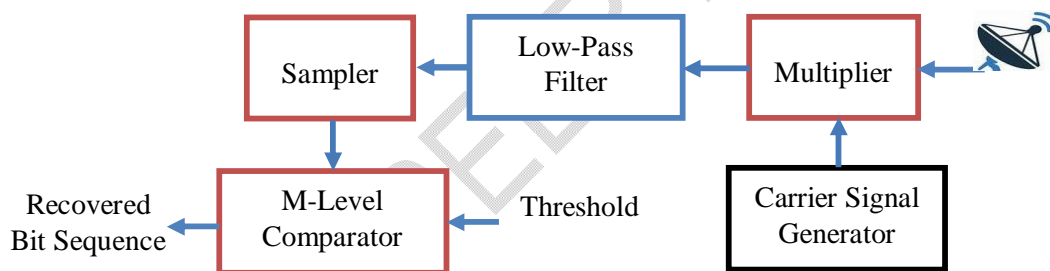 Low-Pass
Filter
Sampler
Multiplier
Recovered
Bit Sequence
M-Level
Comparator
Threshold
Carrier Signal
Generator